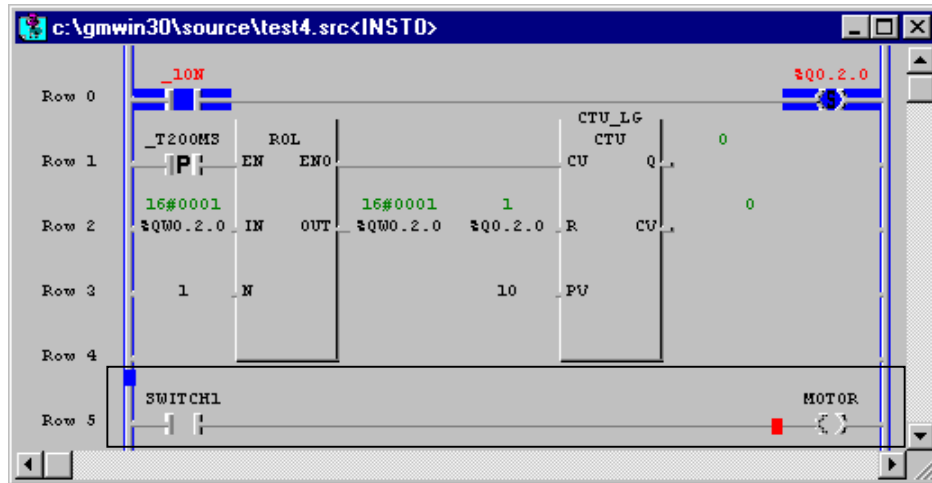 c:\gmwin30\source\test4.src<INST0>
_1ON %Q0.2.0
Row 0 S
CTU_LG
_T200MS ROL CTU 0
Row 1 P EN ENO CU Q
16#0001 16#0001 1 0
Row 2 %QW0.2.0 IN OUT %QW0.2.0 %Q0.2.0 R CV
Row 3 1 N 10 PV
Row 4
SWITCH1 MOTOR
Row 5